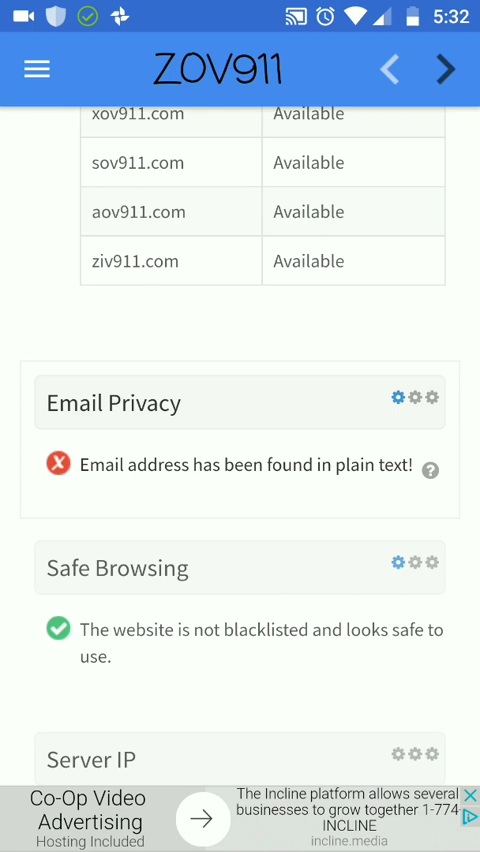 5:32
ZOV911
xov911.com Available
sov911.com Available
aov911.com Available
ziv911.com Available
Email Privacy
X Email address has been found in plain text! ?
Safe Browsing
The website is not blacklisted and looks safe to
use.
Server IP
Co-Op Video
Advertising
Hosting Included
The Incline platform allows several
businesses to grow together 1-774-
INCLINE
incline.media